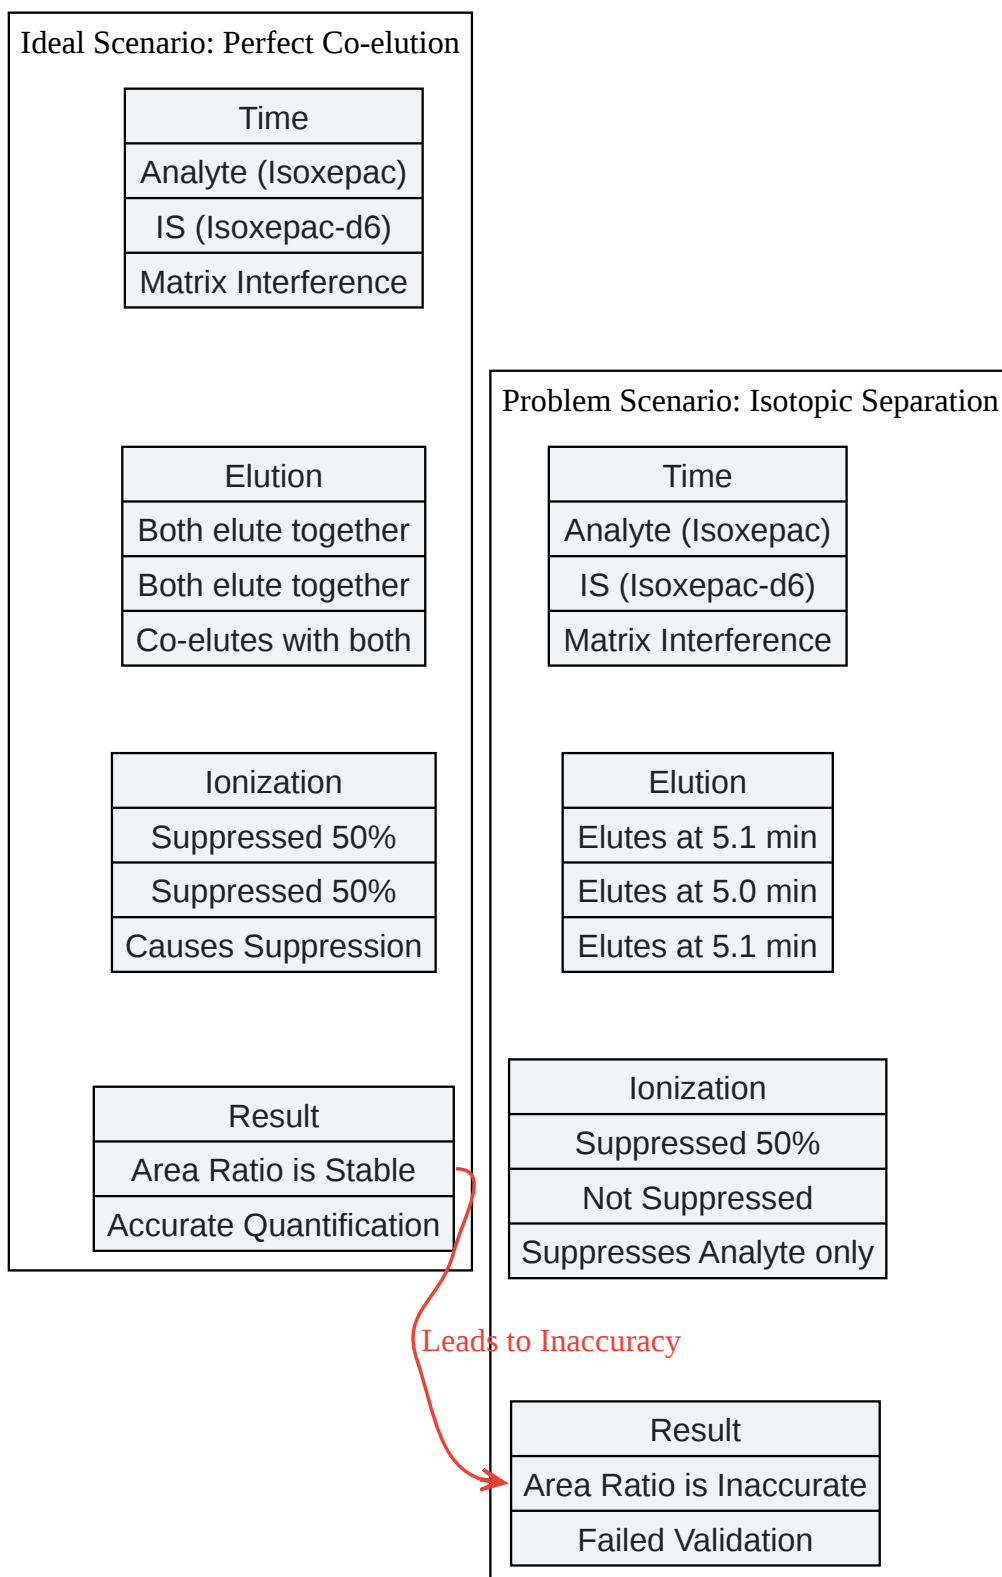 Ideal Scenario: Perfect Co-elution
Time
Analyte (Isoxepac)
IS (Isoxepac-d6)
Matrix Interference
Elution
Both elute together
Both elute together
Co-elutes with both
Ionization
Suppressed 50%
Suppressed 50%
Causes Suppression
Result
Area Ratio is Stable
Accurate Quantification
Leads to Inaccuracy
Problem Scenario: Isotopic Separation
Time
Analyte (Isoxepac)
IS (Isoxepac-d6)
Matrix Interference
Elution
Elutes at 5.1 min
Elutes at 5.0 min
Elutes at 5.1 min
Ionization
Suppressed 50%
Not Suppressed
Suppresses Analyte only
Result
Area Ratio is Inaccurate
Failed Validation